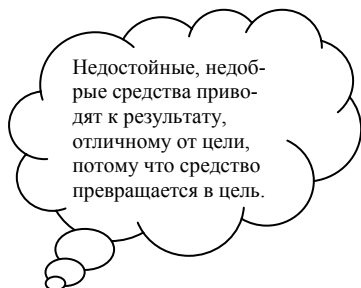 Недостойные, недоб-
рые средства приво-
дят к результату,
отличному от цели,
потому что средство
превращается в цель.